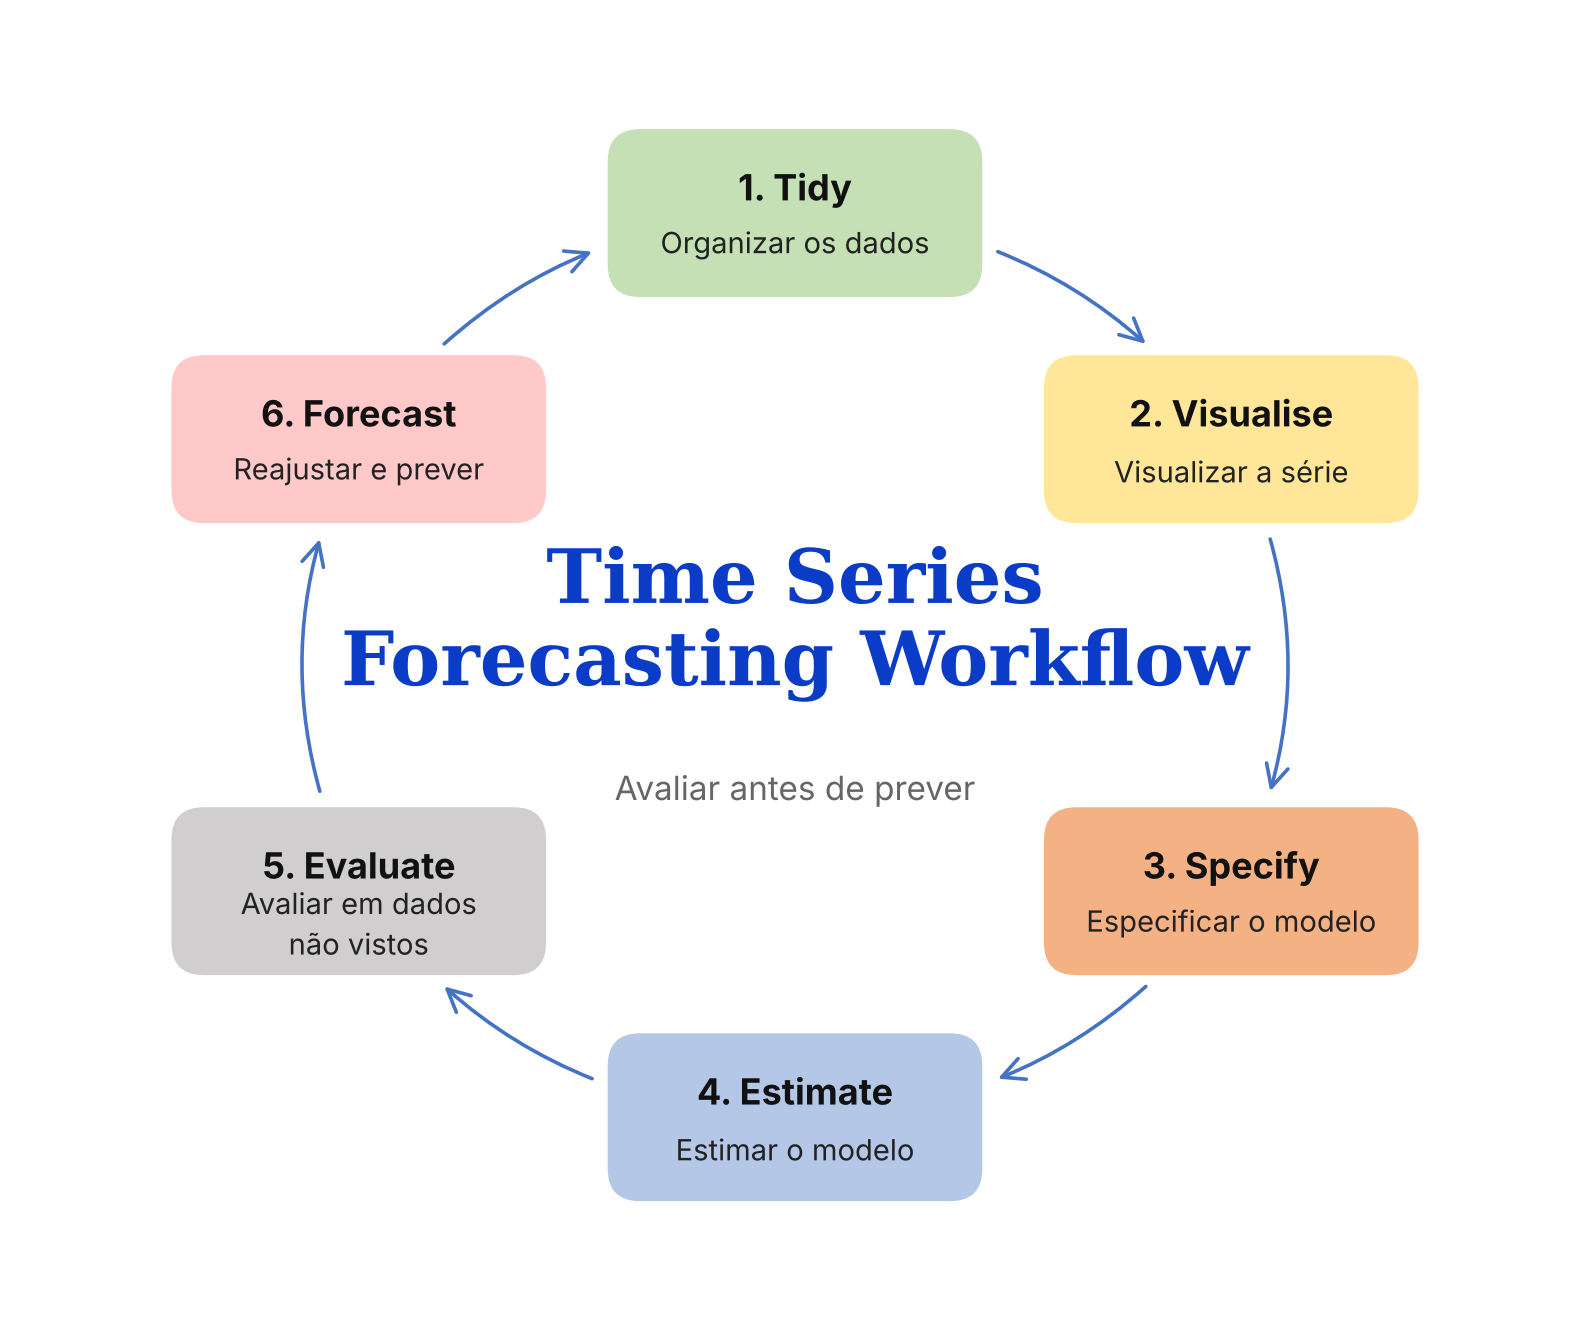 1. Tidy
Organizar os dados
2. Visualise
Visualizar a série
3. Specify
Especificar o modelo
4. Estimate
Estimar o modelo
5. Evaluate
Avaliar em dados
não vistos
6. Forecast
Reajustar e prever
Time Series
Forecasting Workflow
Avaliar antes de prever